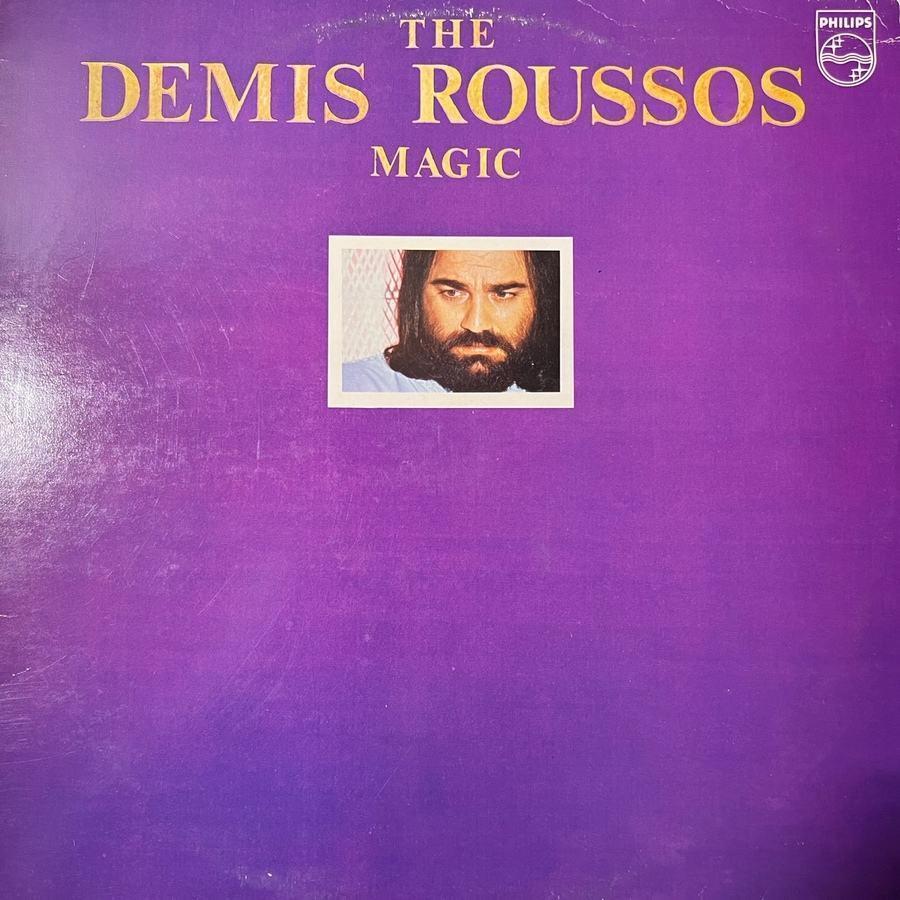 THE
PHILIPS
DEMIS ROUSSOS
MAGIC